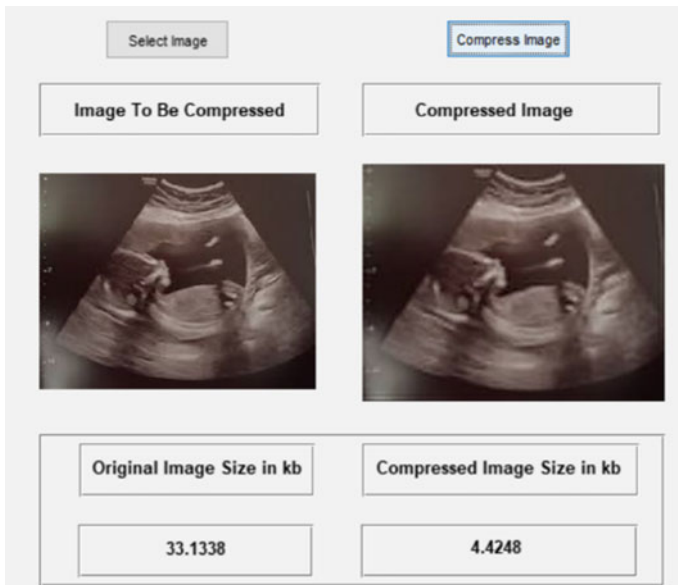 Select Image
Compress Image
Image To Be Compressed
Compressed Image
Original Image Size in kb
Compressed Image Size in kb
33.1338
4.4248